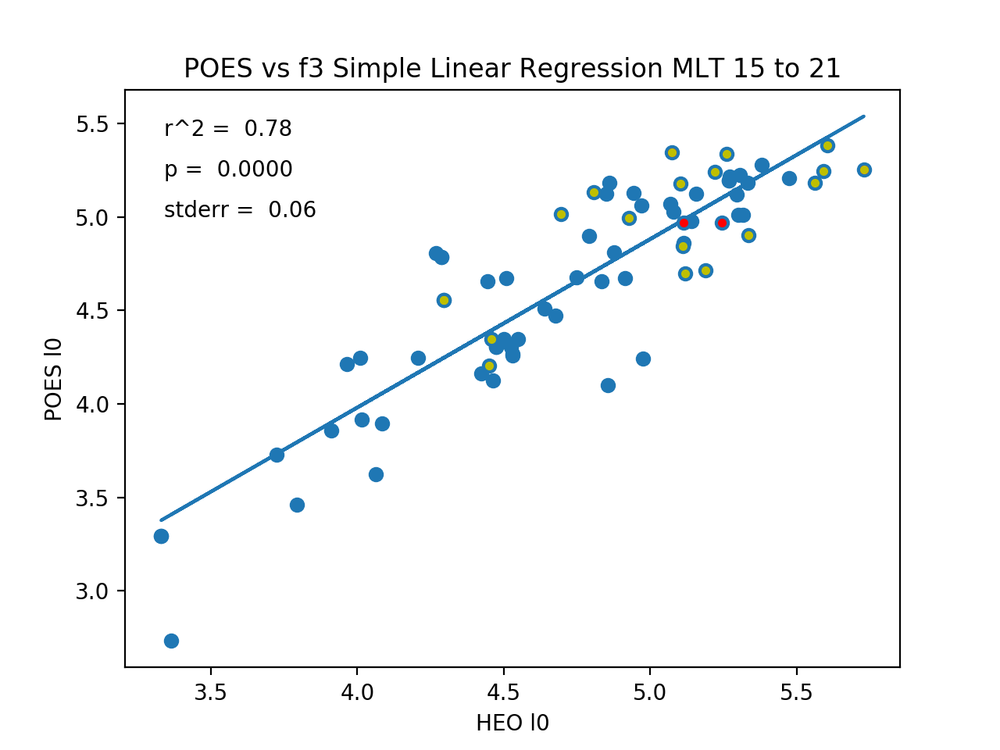 POES vs f3 Simple Linear Regression MLT 15 to 21
r^2 =  0.78
p =  0.0000
stderr =  0.06
5.5
5.0
4.5
4.0
3.5
3.0
POES l0
3.5 4.0 4.5 5.0 5.5
HEO l0